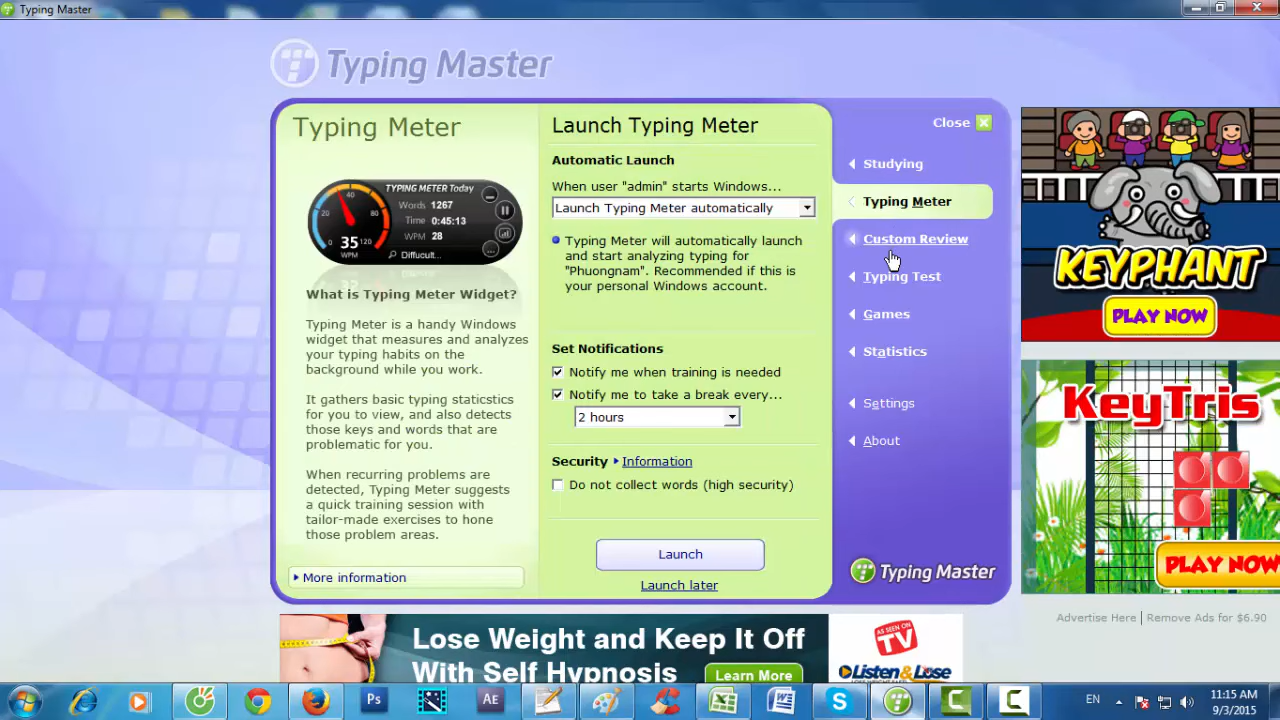 Typing Master
Typing Master
Typing Meter
TYPING METER Today
Words 1267
Time: 0:45:13
WPM 28
Difficult...
20
40
80
120
35
WPM
What is Typing Meter Widget?
Typing Meter is a handy Windows
widget that measures and analyzes
your typing habits on the
background while you work.
It gathers basic typing staticstics
for you to view, and also detects
those keys and words that are
problematic for you.
When recurring problems are
detected, Typing Meter suggests
a quick training session with
tailor-made exercises to hone
those problem areas.
More information
Launch Typing Meter
Automatic Launch
When user "admin" starts Windows...
Launch Typing Meter automatically
Typing Meter will automatically launch
and start analyzing typing for
"Phuongnam". Recommended if this is
your personal Windows account.
Set Notifications
Notify me when training is needed
Notify me to take a break every...
2 hours
Security Information
Do not collect words (high security)
Launch
Launch later
Close
Studying
Typing Meter
Custom Review
Typing Test
Games
Statistics
Settings
About
Typing Master
KEYPHANT
PLAY NOW
KeyTris
PLAY NOW
Advertise Here | Remove Ads for $6.90
Lose Weight and Keep It Off
With Self Hypnosis
Learn More
AS SEEN ON
TV
Listen & Lose
Ps
Ae
EN
11:15 AM
9/3/2015